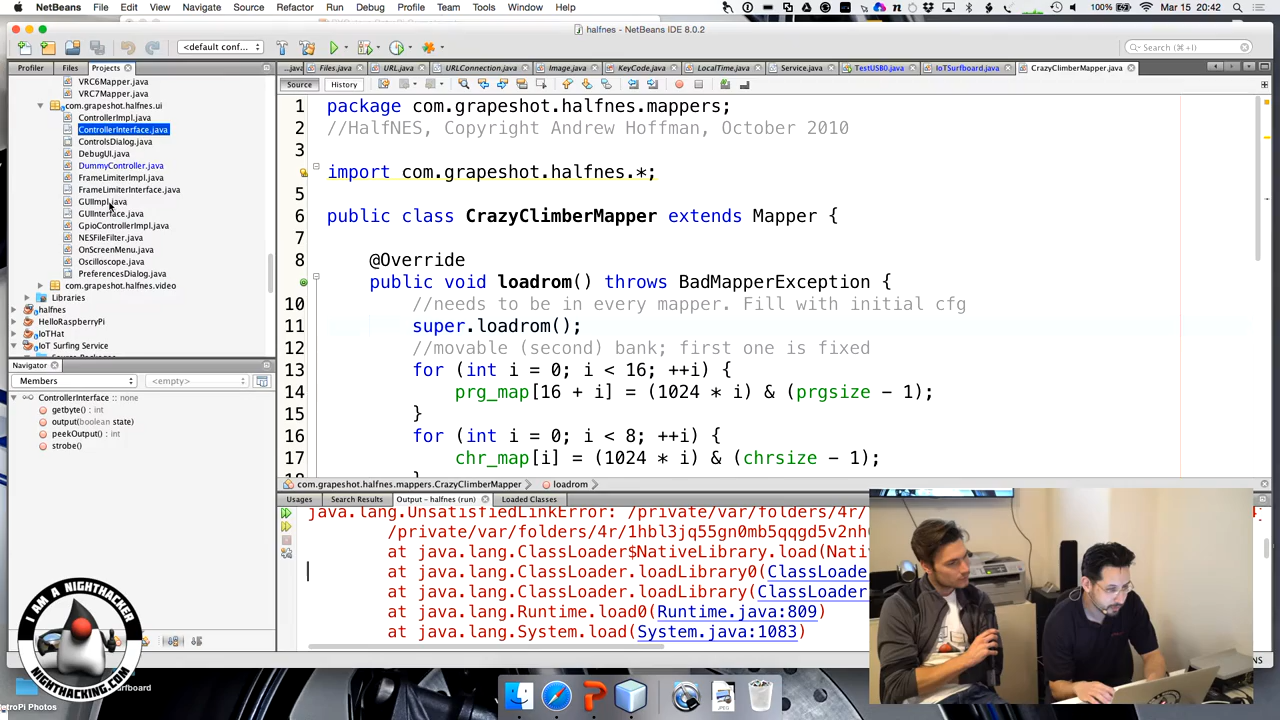 NetBeans File Edit View Navigate Source Refactor Run Debug Profile Team Tools Window Help 100% Mar 15 20:42
halfnes - NetBeans IDE 8.0.2
<default conf... Search (⌘+I)
Profiler Files Projects ...java Files.java URL.java URLConnection.java Image.java KeyCode.java LocalTime.java Service.java TestUSB0.java IoTSurfboard.java CrazyClimberMapper.java
Source History
VRC6Mapper.java
VRC7Mapper.java
com.grapeshot.halfnes.ui
ControllerImpl.java
ControllerInterface.java
ControlsDialog.java
DebugUI.java
DummyController.java
FrameLimiterImpl.java
FrameLimiterInterface.java
GUIImpl.java
GUIInterface.java
GpioControllerImpl.java
NESFileFilter.java
OnScreenMenu.java
Oscilloscope.java
PreferencesDialog.java
com.grapeshot.halfnes.video
Libraries
halfnes
HelloRaspberryPi
IoTHat
IoT Surfing Service
1 package com.grapeshot.halfnes.mappers;
2 //HalfNES, Copyright Andrew Hoffman, October 2010
3
4 import com.grapeshot.halfnes.*;
5
6 public class CrazyClimberMapper extends Mapper {
7
8 @Override
9 public void loadrom() throws BadMapperException {
10 //needs to be in every mapper. Fill with initial cfg
11 super.loadrom();
12 //movable (second) bank; first one is fixed
13 for (int i = 0; i < 16; ++i) {
14 prg_map[16 + i] = (1024 * i) & (prgsize - 1);
15 }
16 for (int i = 0; i < 8; ++i) {
17 chr_map[i] = (1024 * i) & (chrsize - 1);
com.grapeshot.halfnes.mappers.CrazyClimberMapper loadrom
Navigator
Members <empty>
ControllerInterface :: none
getbyte() : int
output(boolean state)
peekOutput() : int
strobe()
Usages Search Results Output - halfnes (run) Loaded Classes
java.lang.UnsatisfiedLinkError: /private/var/folders/4r/
/private/var/folders/4r/1hbl3jq55gn0mb5qqgd5v2nh
at java.lang.ClassLoader$NativeLibrary.load(Nati
at java.lang.ClassLoader.loadLibrary0(ClassLoade
at java.lang.ClassLoader.loadLibrary(ClassLoader
at java.lang.Runtime.load0(Runtime.java:809)
at java.lang.System.load(System.java:1083)
I AM A NIGHTHACKER
NIGHTHACKING.COM
JPEG